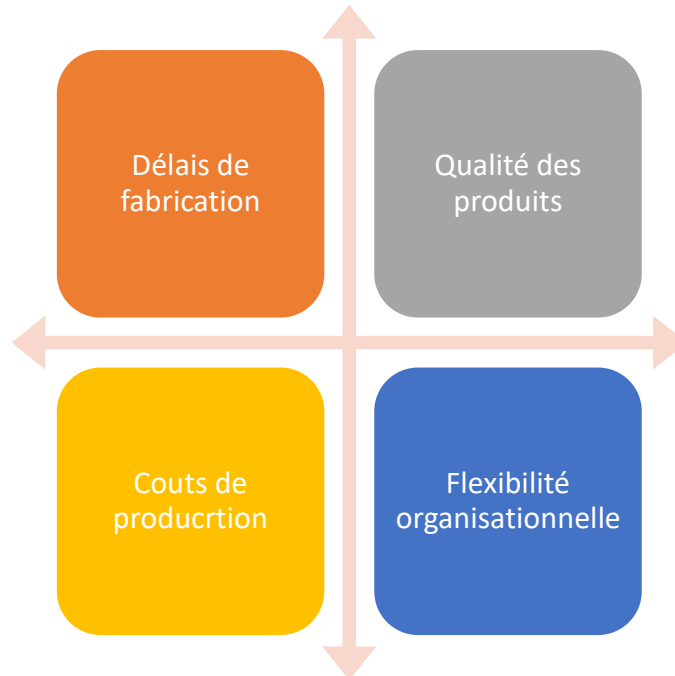 Délais de
fabrication
Qualité des
produits
Couts de
producrtion
Flexibilité
organisationnelle